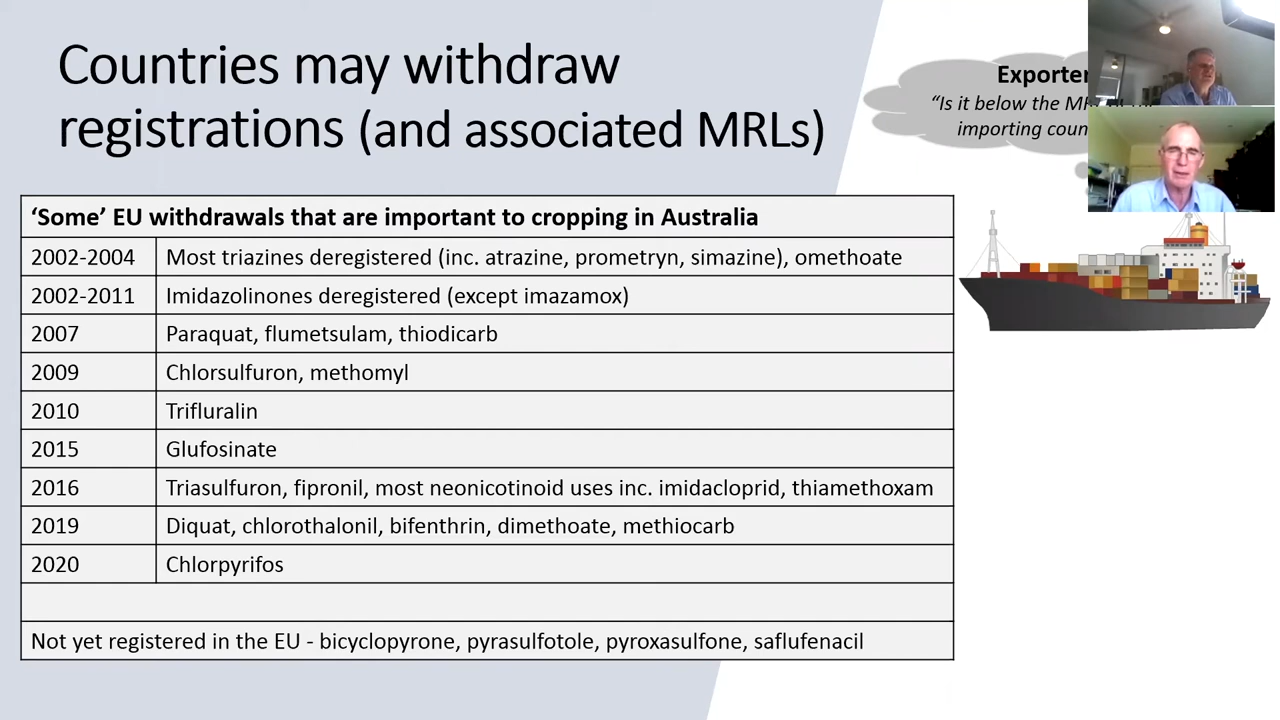 Countries may withdraw
registrations (and associated MRLs)
Exporter
“Is it below the
importing
‘Some’ EU withdrawals that are important to cropping in Australia
2002-2004 Most triazines deregistered (inc. atrazine, prometryn, simazine), omethoate
2002-2011 Imidazolinones deregistered (except imazamox)
2007 Paraquat, flumetsulam, thiodicarb
2009 Chlorsulfuron, methomyl
2010 Trifluralin
2015 Glufosinate
2016 Triasulfuron, fipronil, most neonicotinoid uses inc. imidacloprid, thiamethoxam
2019 Diquat, chlorothalonil, bifenthrin, dimethoate, methiocarb
2020 Chlorpyrifos
Not yet registered in the EU - bicyclopyrone, pyrasulfotole, pyroxasulfone, saflufenacil